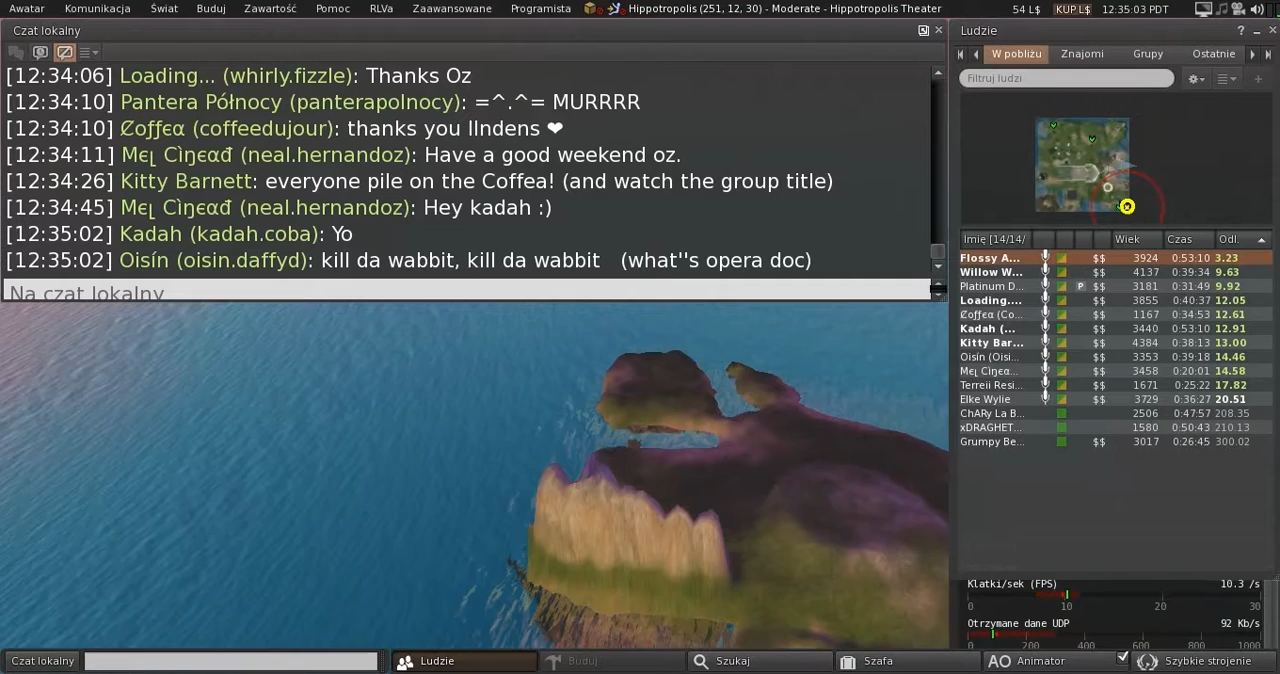 Awatar Komunikacja Świat Buduj Zawartość Pomoc RLVa Zaawansowane Programista Hippotropolis (251, 12, 30) - Moderate - Hippotropolis Theater 54 L$ KUP L$ 12:35:03 PDT
Czat lokalny
[12:34:06] Loading... (whirly.fizzle): Thanks Oz
[12:34:10] Pantera Północy (panterapolnocy): =^.^= MURRRR
[12:34:10] Ȼoƒƒєα (coffeedujour): thanks you lIndens ❤
[12:34:11] Mєʅ Cìŋєαđ (neal.hernandoz): Have a good weekend oz.
[12:34:26] Kitty Barnett: everyone pile on the Coffea! (and watch the group title)
[12:34:45] Mєʅ Cìŋєαđ (neal.hernandoz): Hey kadah :)
[12:35:02] Kadah (kadah.coba): Yo
[12:35:02] Oisín (oisin.daffyd): kill da wabbit, kill da wabbit (what''s opera doc)
Na czat lokalny
Ludzie
W pobliżu Znajomi Grupy Ostatnie
Filtruj ludzi
Imię [14/14/ Wiek Czas Odl.
Flossy A... $$ 3924 0:53:10 3.23
Willow W... $$ 4137 0:39:34 9.63
Platinum D... P $$ 3181 0:31:49 9.92
Loading.... $$ 3855 0:40:37 12.05
Ȼoƒƒєα (Co... $$ 1167 0:34:53 12.61
Kadah (... $$ 3440 0:53:10 12.91
Kitty Bar... $$ 4384 0:38:13 13.00
Oisín (Oisi... $$ 3353 0:39:18 14.46
Mєʅ Cìŋєα... $$ 3458 0:20:01 14.58
Terreii Resi... $$ 1671 0:25:22 17.82
Elke Wylie $$ 3729 0:36:27 20.51
ChARy La B... 2506 0:47:57 208.35
xDRAGHET... 1580 0:50:43 210.13
Grumpy Be... $$ 3017 0:26:45 300.02
Klatki/sek (FPS) 10.3 /s
0 10 20 30
Otrzymane dane UDP 92 Kb/s
0 200 400 600 800 1000
Czat lokalny Ludzie Buduj Szukaj Szafa AO Animator Szybkie strojenie